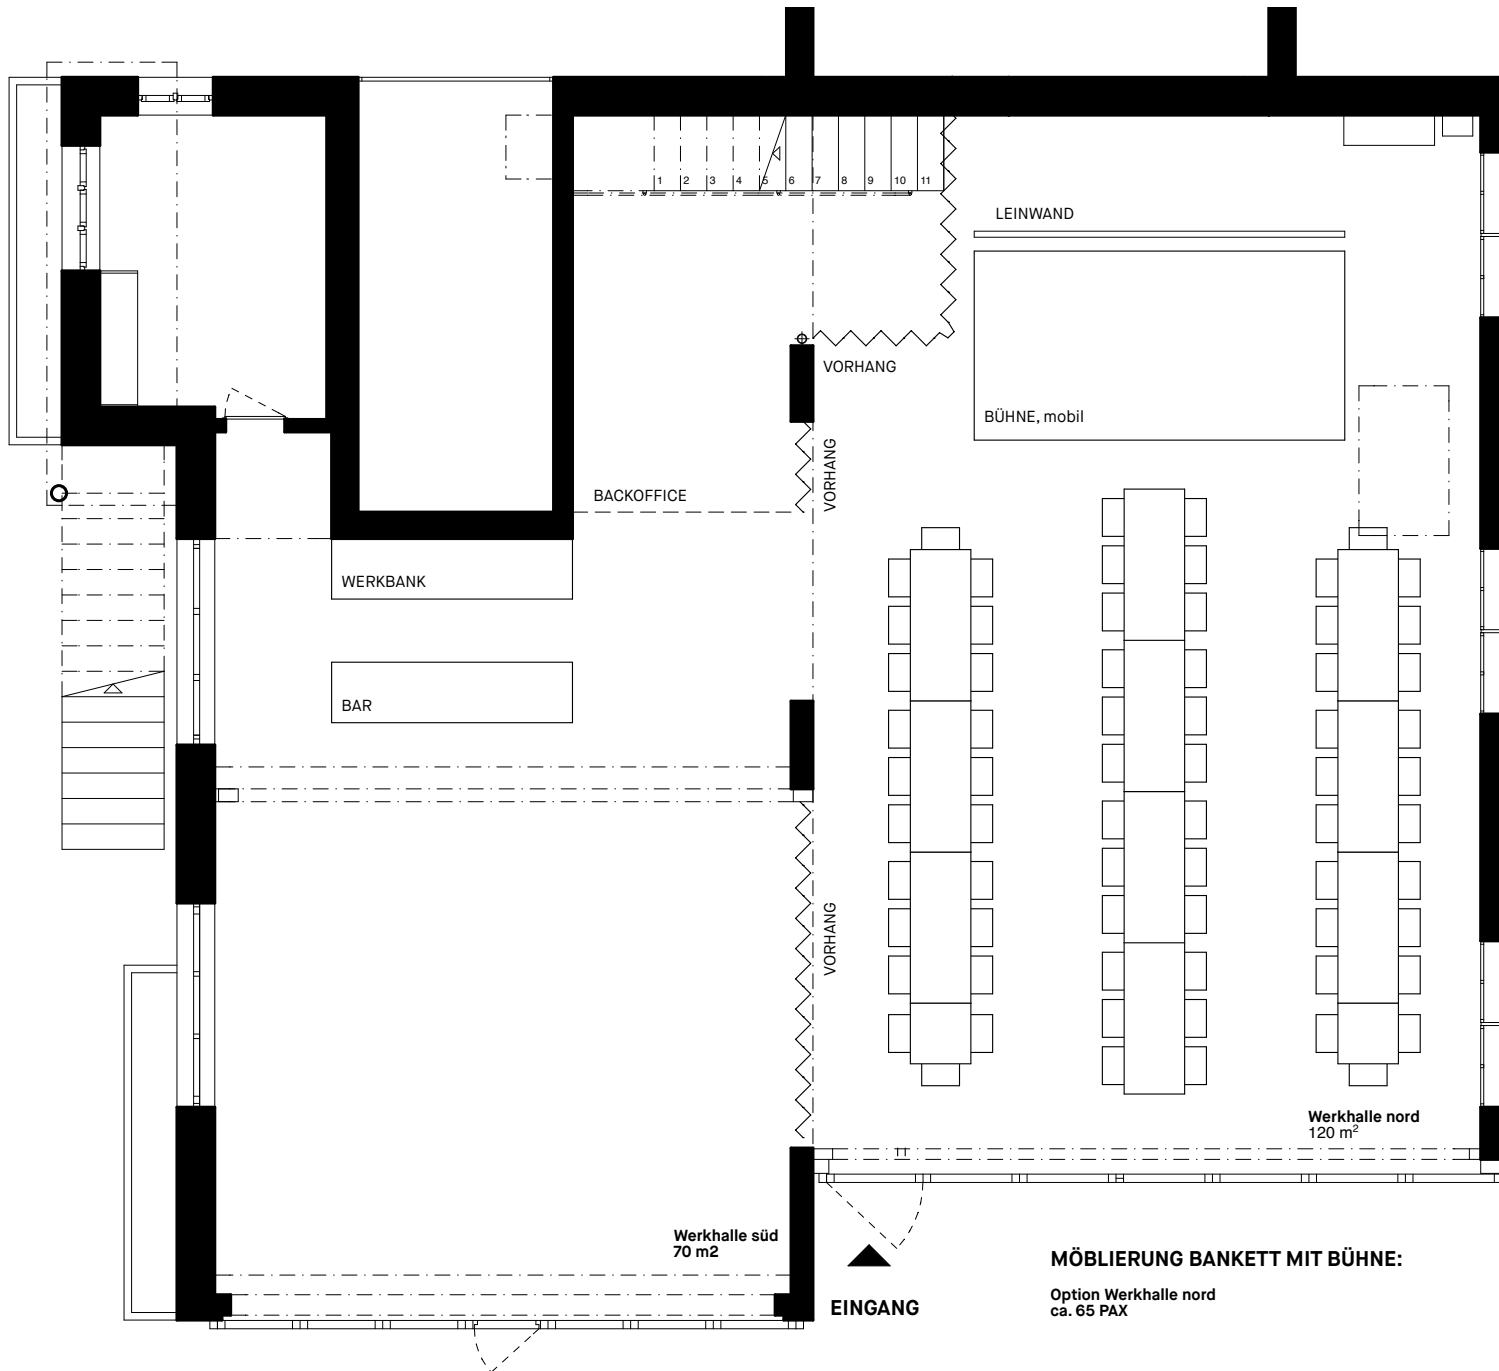 1 2 3 4 5 6 7 8 9 10 11
LEINWAND
VORHANG
BÜHNE, mobil
VORHANG
BACKOFFICE
WERKBANK
BAR
VORHANG
Werkhalle nord
120 m²
Werkhalle süd
70 m2
MÖBLIERUNG BANKETT MIT BÜHNE:
Option Werkhalle nord
ca. 65 PAX
EINGANG